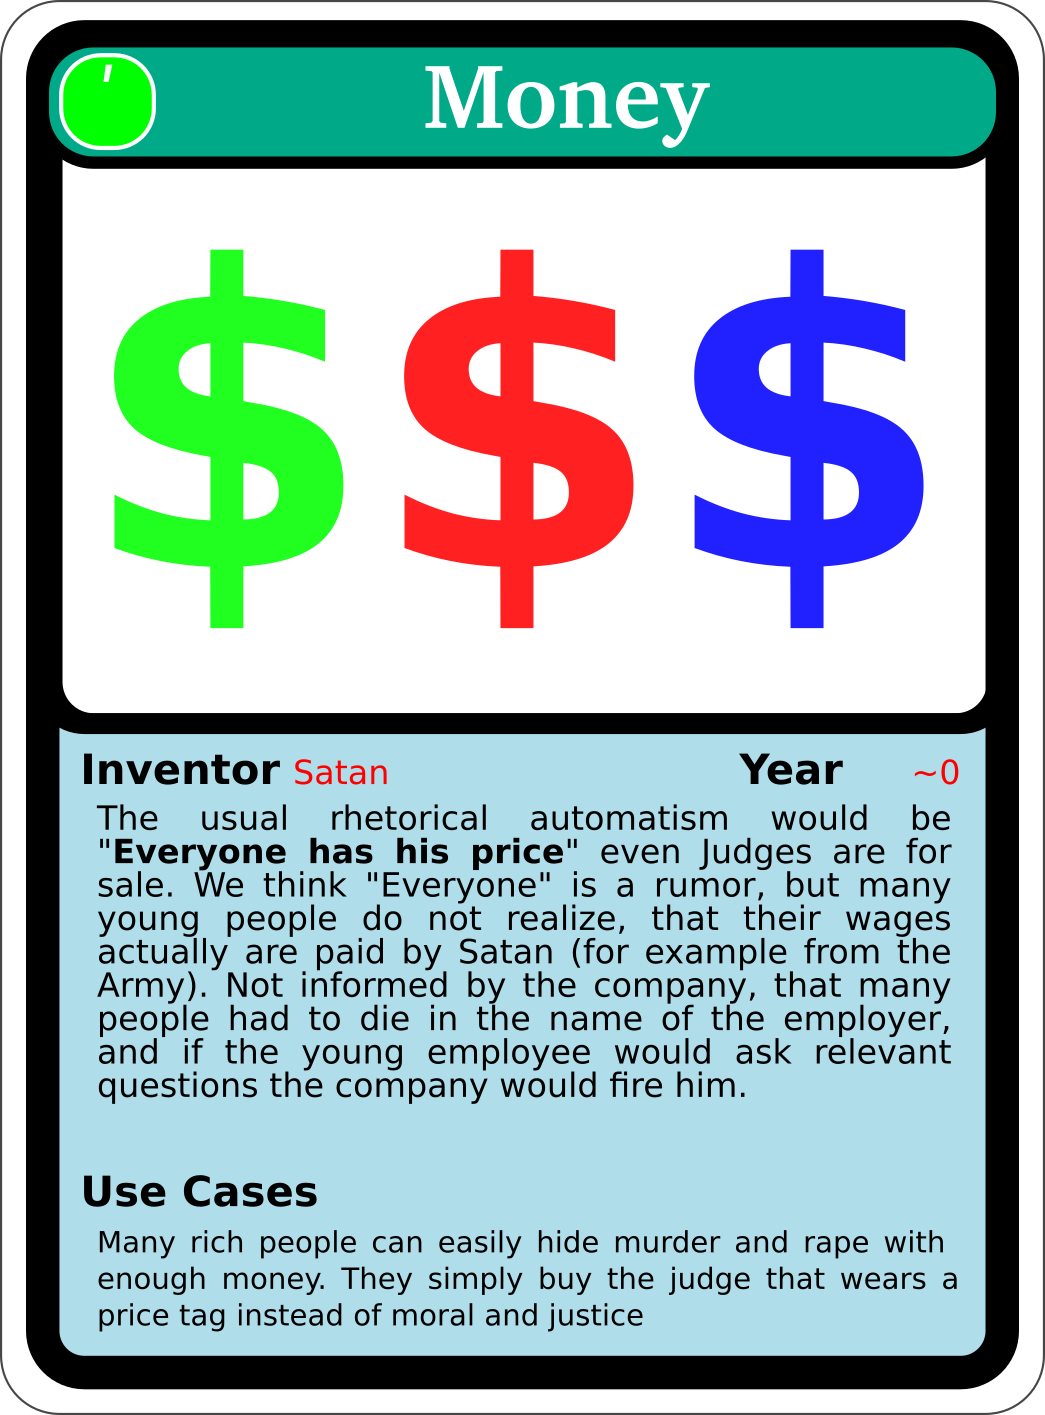 ' Money
$$$
Inventor Satan Year ~0
The usual rhetorical automatism would be
"Everyone has his price" even Judges are for
sale. We think "Everyone" is a rumor, but many
young people do not realize, that their wages
actually are paid by Satan (for example from the
Army). Not informed by the company, that many
people had to die in the name of the employer,
and if the young employee would ask relevant
questions the company would fire him.
Use Cases
Many rich people can easily hide murder and rape with
enough money. They simply buy the judge that wears a
price tag instead of moral and justice